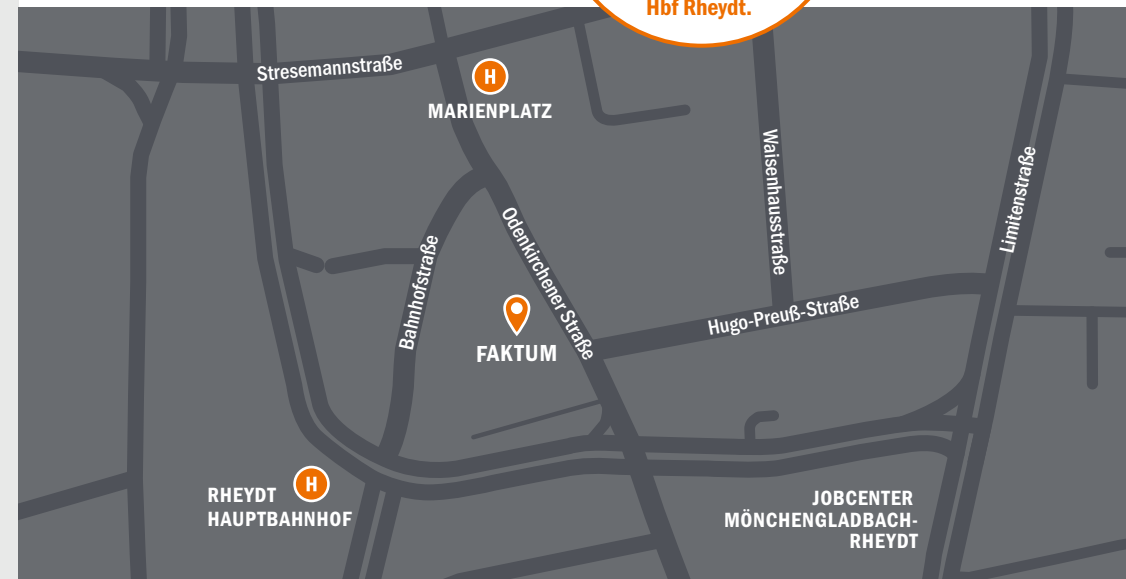 Hbf Rheydt.
Stresemannstraße
H
MARIENPLATZ
Waisenhausstraße
Limitenstraße
Odenkirchener Straße
Bahnhofstraße
Hugo-Preuß-Straße
FAKTUM
H
RHEYDT
HAUPTBAHNHOF
JOBCENTER
MÖNCHENGLADBACH-
RHEYDT